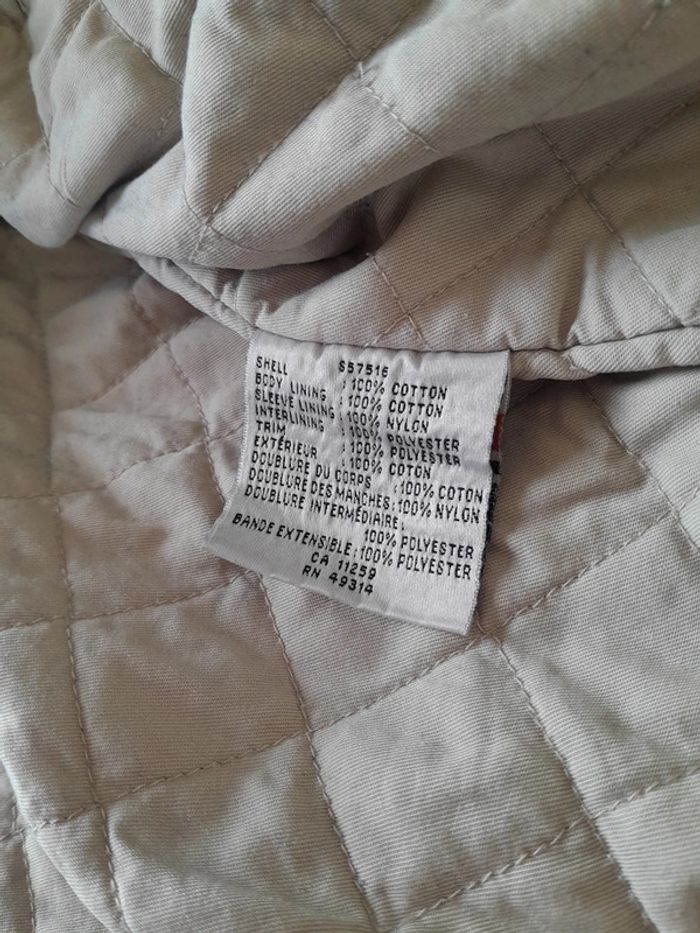 S57516
SHELL : 100% COTTON
BODY LINING : 100% COTTON
SLEEVE LINING : 100% NYLON
INTERLINING : 100% POLYESTER
TRIM : 100% POLYESTER
EXTÉRIEUR : 100% COTON
DOUBLURE DU CORPS : 100% COTON
DOUBLURE DES MANCHES : 100% NYLON
DOUBLURE INTERMÉDIAIRE :
100% POLYESTER
BANDE EXTENSIBLE : 100% POLYESTER
CA 11259
RN 49314